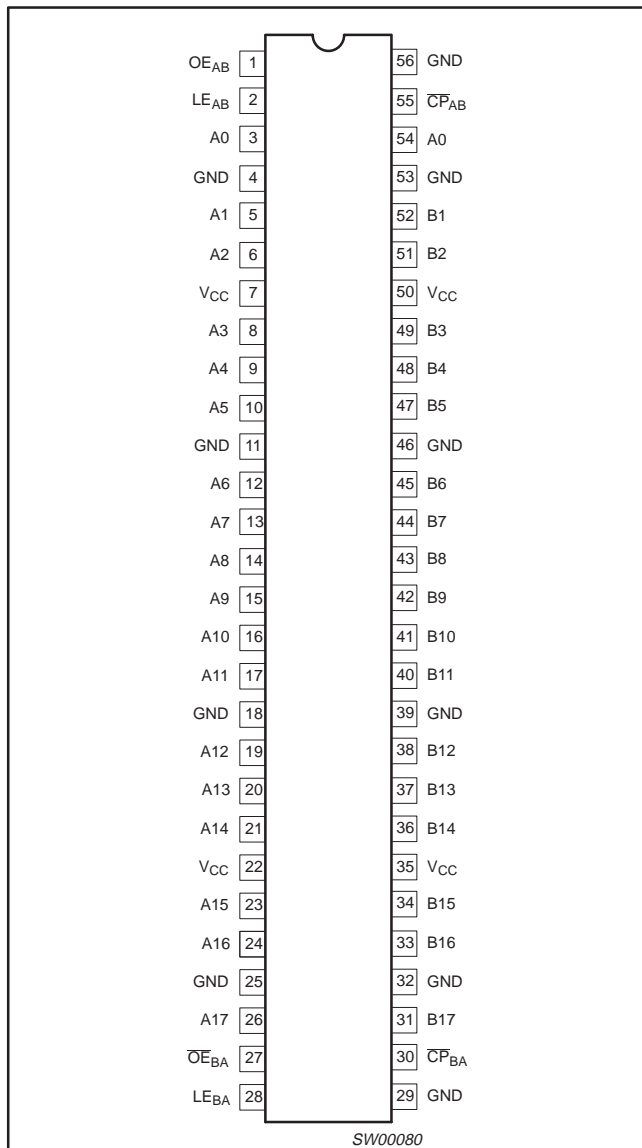 OEAB 1 56 GND
LEAB 2 55 C̅P̅AB
A0 3 54 A0
GND 4 53 GND
A1 5 52 B1
A2 6 51 B2
VCC 7 50 VCC
A3 8 49 B3
A4 9 48 B4
A5 10 47 B5
GND 11 46 GND
A6 12 45 B6
A7 13 44 B7
A8 14 43 B8
A9 15 42 B9
A10 16 41 B10
A11 17 40 B11
GND 18 39 GND
A12 19 38 B12
A13 20 37 B13
A14 21 36 B14
VCC 22 35 VCC
A15 23 34 B15
A16 24 33 B16
GND 25 32 GND
A17 26 31 B17
O̅E̅BA 27 30 C̅P̅BA
LEBA 28 29 GND
SW00080